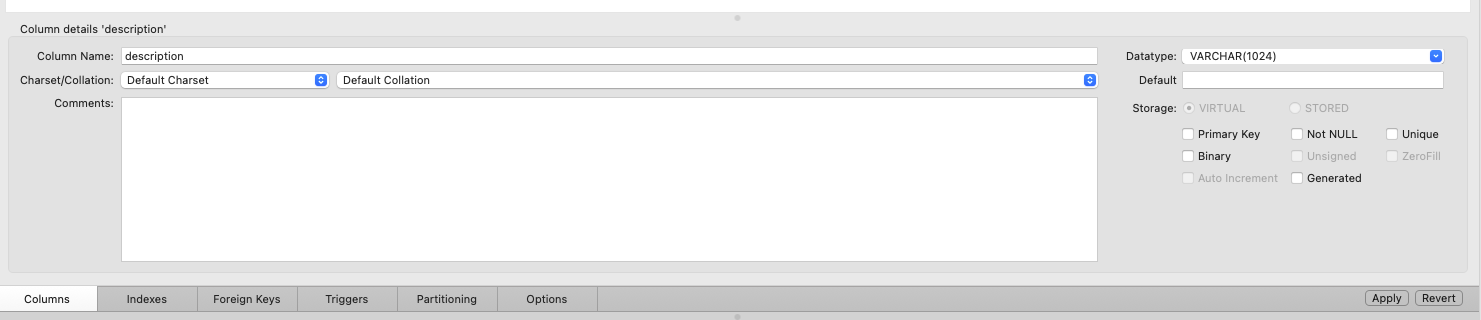 Column details 'description'
Column Name: description Datatype: VARCHAR(1024)
Charset/Collation: Default Charset Default Collation Default
Comments: Storage: VIRTUAL STORED
Primary Key Not NULL Unique
Binary Unsigned ZeroFill
Auto Increment Generated
Columns Indexes Foreign Keys Triggers Partitioning Options Apply Revert